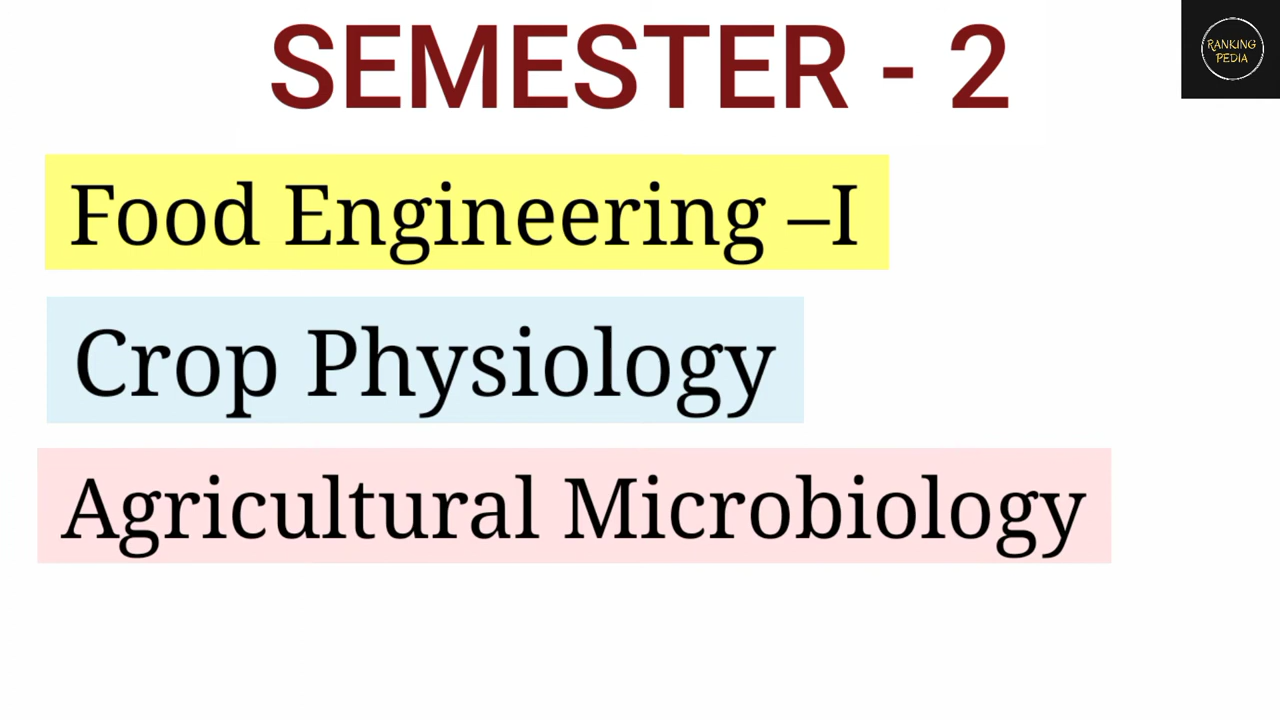 SEMESTER - 2
RANKING
PEDIA
Food Engineering –I
Crop Physiology
Agricultural Microbiology